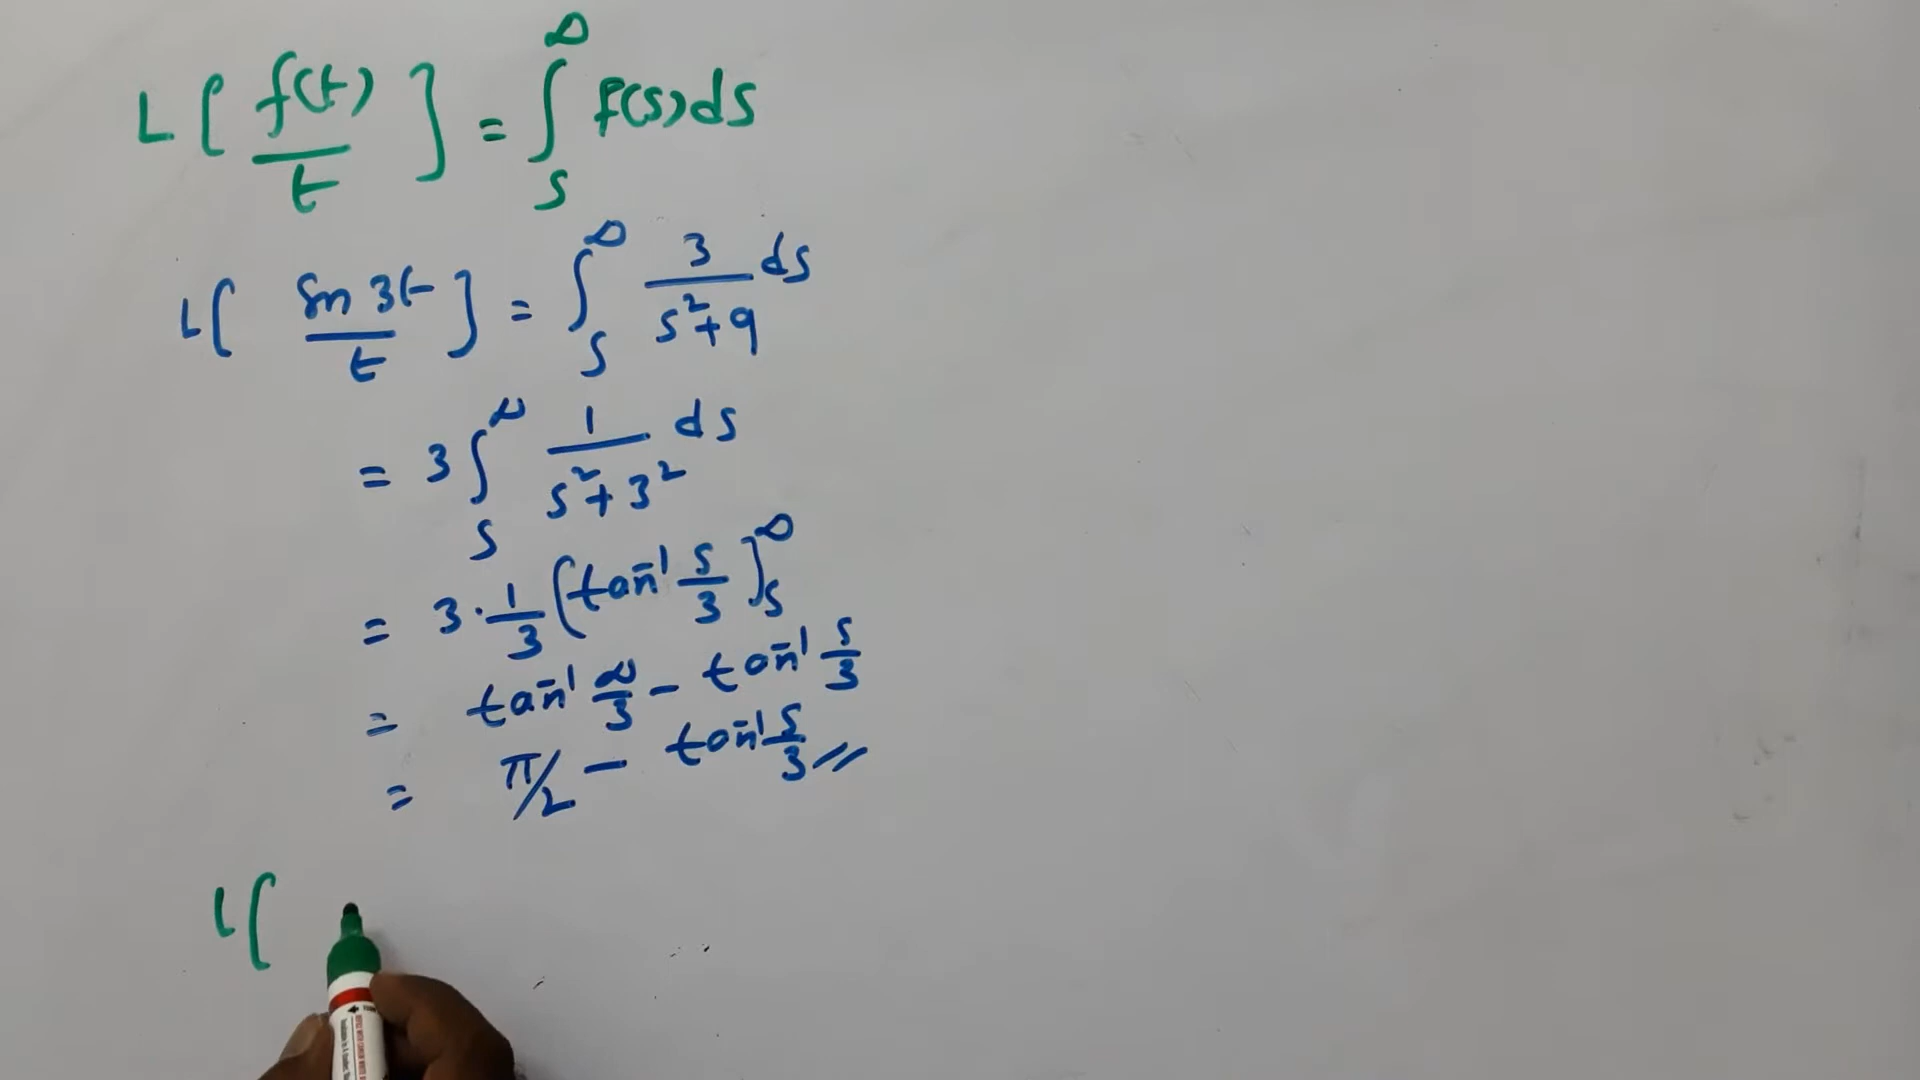 L[ f(t)/t ] = ∫_s^∞ f(s) ds
L[ Sin 3t/t ] = ∫_s^∞ 3/(s²+9) ds
= 3 ∫_s^∞ 1/(s²+3²) ds
= 3·1/3 [tan⁻¹ s/3]_s^∞
= tan⁻¹ ∞/3 − tan⁻¹ s/3
= π/2 − tan⁻¹ s/3 //
L[